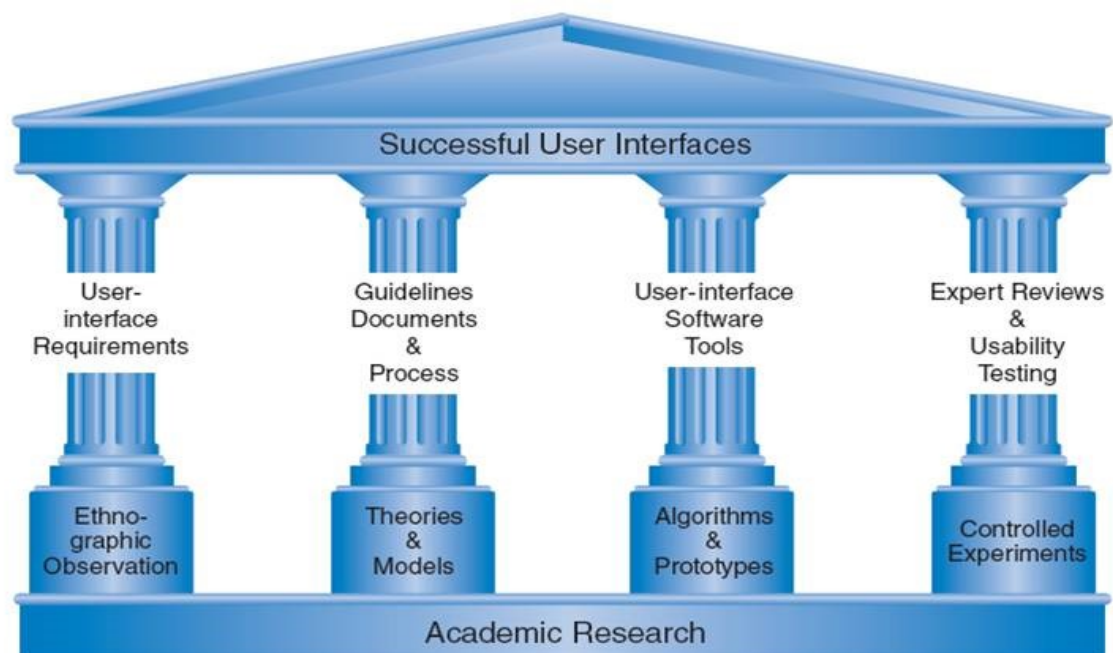 Successful User Interfaces
User-
interface
Requirements
Guidelines
Documents
&
Process
User-interface
Software
Tools
Expert Reviews
&
Usability
Testing
Ethno-
graphic
Observation
Theories
&
Models
Algorithms
&
Prototypes
Controlled
Experiments
Academic Research